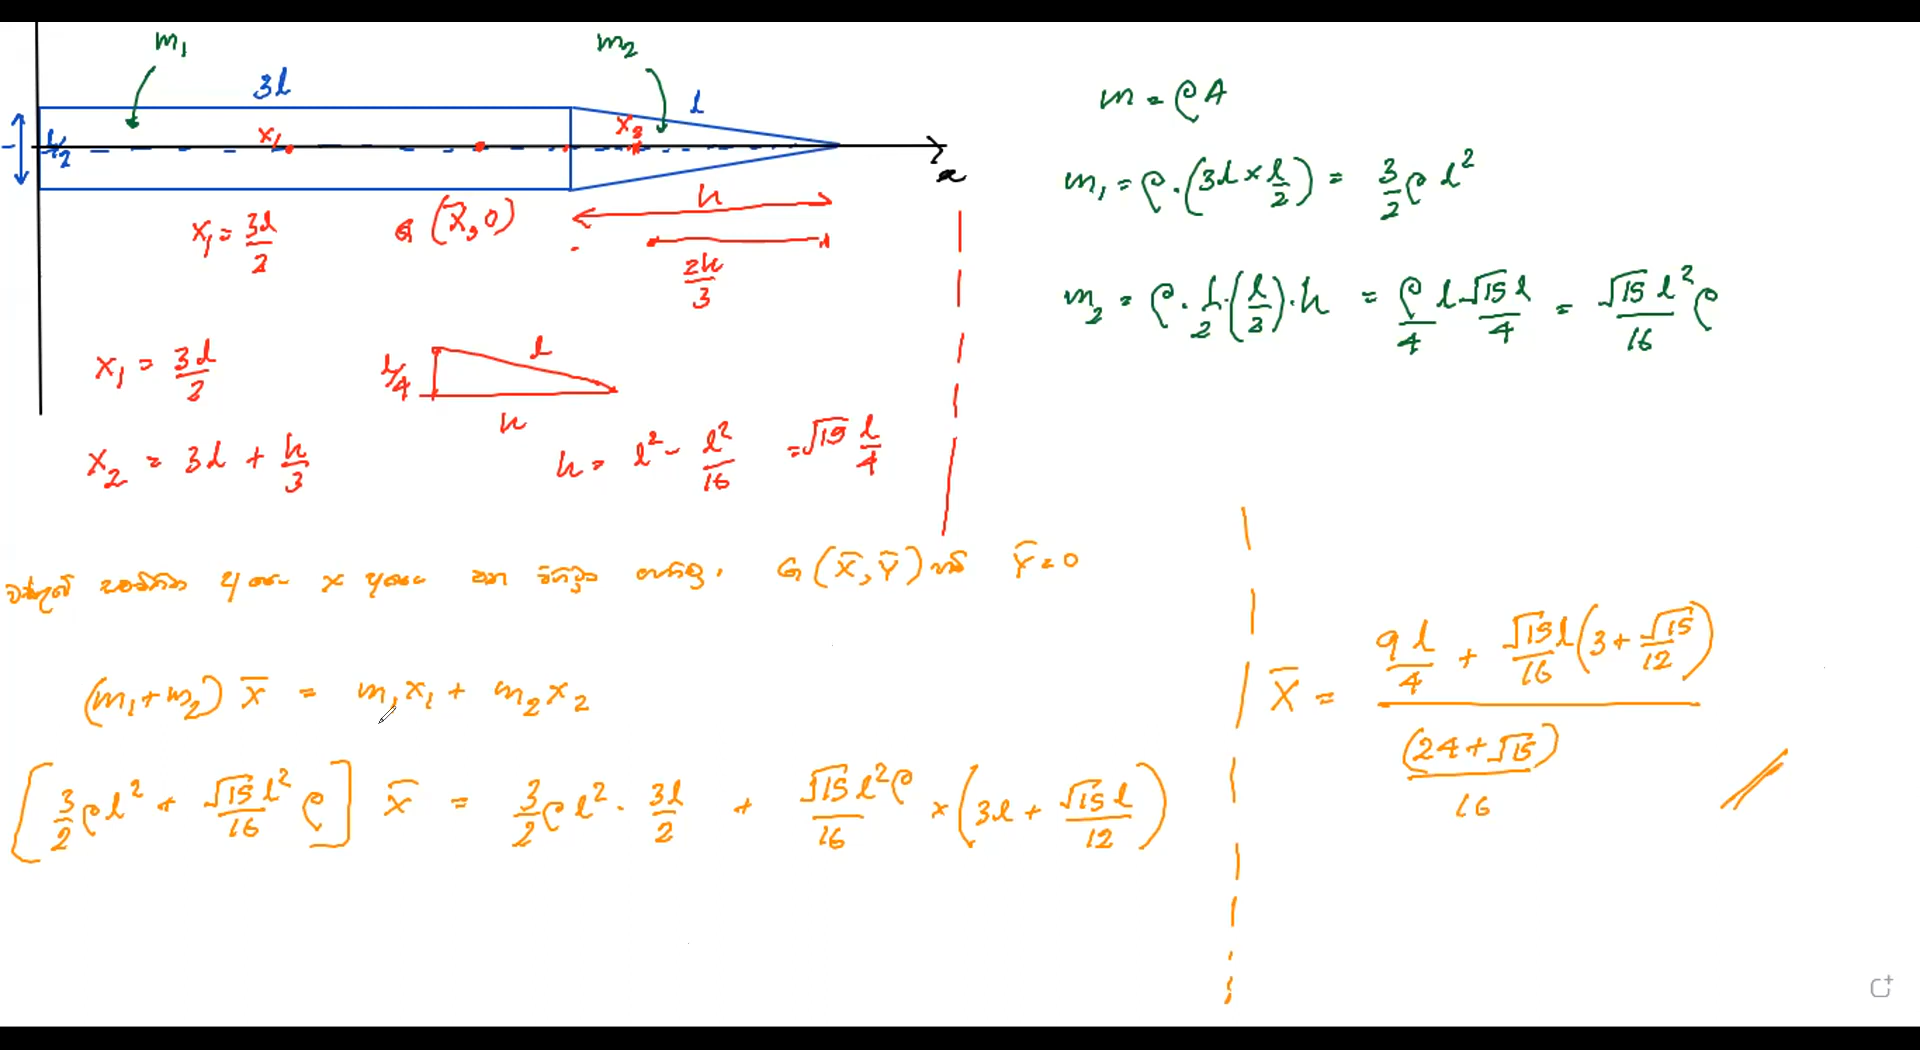 m₁
m₂
3l
l
l/2
x₁
x₂
x
h
x₁ = 3l/2
G (X̄, 0)
2h/3
x₁ = 3l/2
l/4
l
h
x₂ = 3l + h/3
h = l² - l²/16 = √15 l/4
m = ρA
m₁ = ρ.(3l × l/2) = 3/2 ρ l²
m₂ = ρ. 1/2 . (l/2) . h = ρ/4 l √15 l/4 = √15 l²/16 ρ
x G (X̄, Ȳ) Ȳ = 0
(m₁ + m₂) X̄ = m₁x₁ + m₂x₂
[3/2 ρl² + √15 l²/16 ρ] X̄ = 3/2 ρl² . 3l/2 + √15 l²ρ/16 × (3l + √15 l/12)
X̄ = (9l/4 + √15 l/16 (3 + √15/12)) / ((24 + √15)/16)